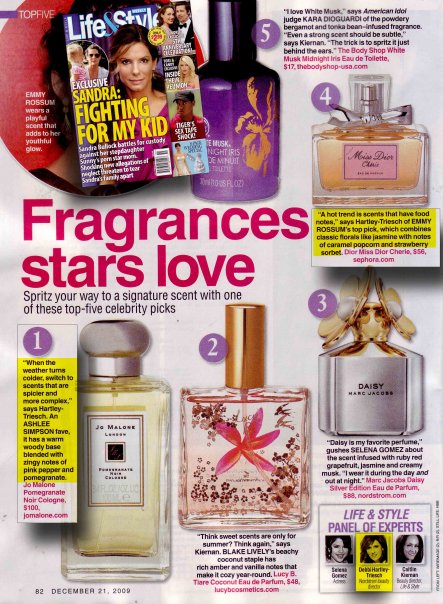 TOPFIVE
WEEKLY
Life&Style
EXCLUSIVE
SANDRA:
FIGHTING
FOR MY KID
Sandra Bullock battles for custody
against her stepdaughter
Sunny's porn star mom.
Shocking new allegations of
neglect threaten to tear
Sandra's family apart
TIGER'S
SEX TAPE
SHOCK!
EMMY
ROSSUM
wears a
playful
scent that
adds to her
youthful
glow.
5
"I love White Musk," says American Idol
judge KARA DIOGUARDI of the powdery
bergamot and tonka bean–infused fragrance.
"Even a strong scent should be subtle,"
says Kiernan. "The trick is to spritz it just
behind the ears." The Body Shop White
Musk Midnight Iris Eau de Toilette,
$17, thebodyshop-usa.com
4
Miss Dior
Chérie
EAU DE PARFUM
"A hot trend is scents that have food
notes," says Hartley-Triesch of EMMY
ROSSUM's top pick, which combines
classic florals like jasmine with notes
of caramel popcorn and strawberry
sorbet. Dior Miss Dior Cherie, $56,
sephora.com
Fragrances
stars love
Spritz your way to a signature scent with one
of these top-five celebrity picks
1
"When the
weather turns
colder, switch to
scents that are
spicier and
more complex,"
says Hartley-
Triesch. An
ASHLEE
SIMPSON fave,
it has a warm
woody base
blended with
zingy notes of
pink pepper and
pomegranate.
Jo Malone
Pomegranate
Noir Cologne,
$100,
jomalone.com
JO MALONE
LONDON
POMEGRANATE
NOIR
COLOGNE
2
"Think sweet scents are only for
summer? Think again," says
Kiernan. BLAKE LIVELY's beachy
coconut staple has
rich amber and vanilla notes that
make it cozy year-round. Lucy B.
Tiare Coconut Eau de Parfum, $48,
lucybcosmetics.com
3
DAISY
MARC JACOBS
"Daisy is my favorite perfume,"
gushes SELENA GOMEZ about
the scent infused with ruby red
grapefruit, jasmine and creamy
musk. "I wear it during the day and
out at night." Marc Jacobs Daisy
Silver Edition Eau de Parfum,
$88, nordstrom.com
LIFE & STYLE
PANEL OF EXPERTS
Selena
Gomez
Actress
Debbi Hartley-
Triesch
Nordstrom beauty
director
Caitlin
Kiernan
Beauty director,
Life & Style
82 DECEMBER 21, 2009